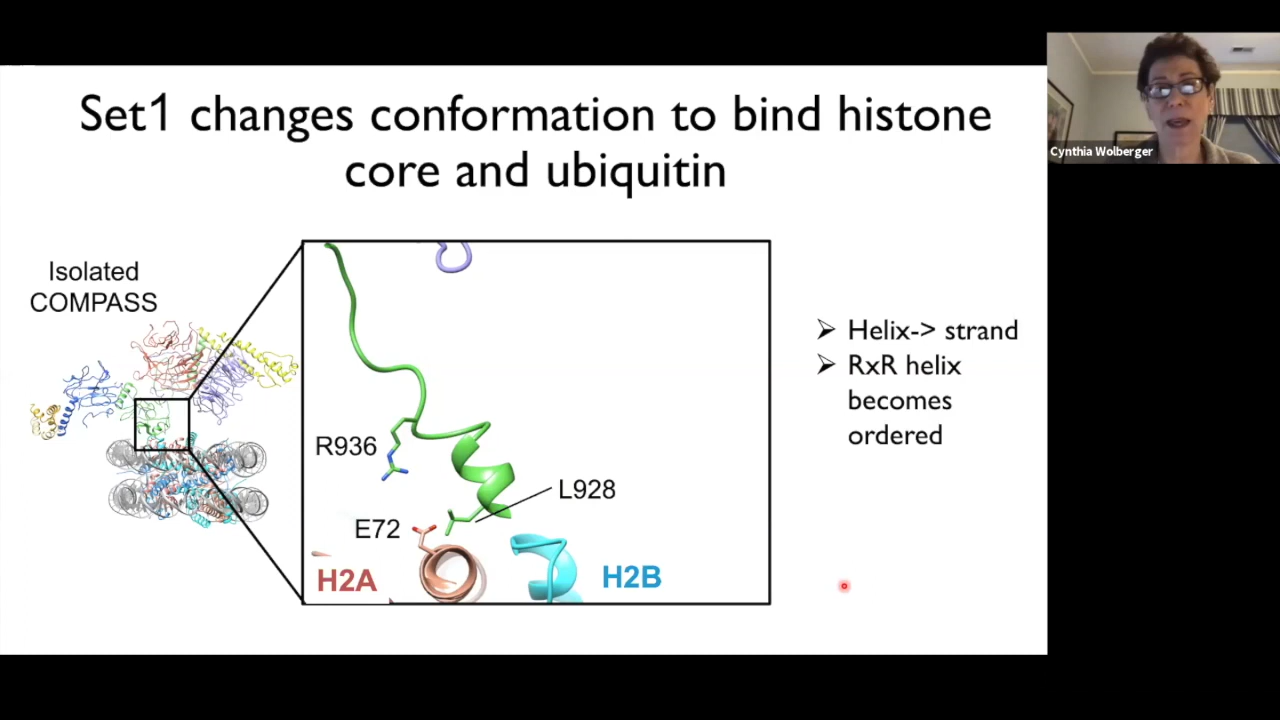 Set1 changes conformation to bind histone
core and ubiquitin
Cynthia Wolberger
Isolated
COMPASS
R936
L928
E72
H2A
H2B
➢ Helix-> strand
➢ RxR helix
becomes
ordered